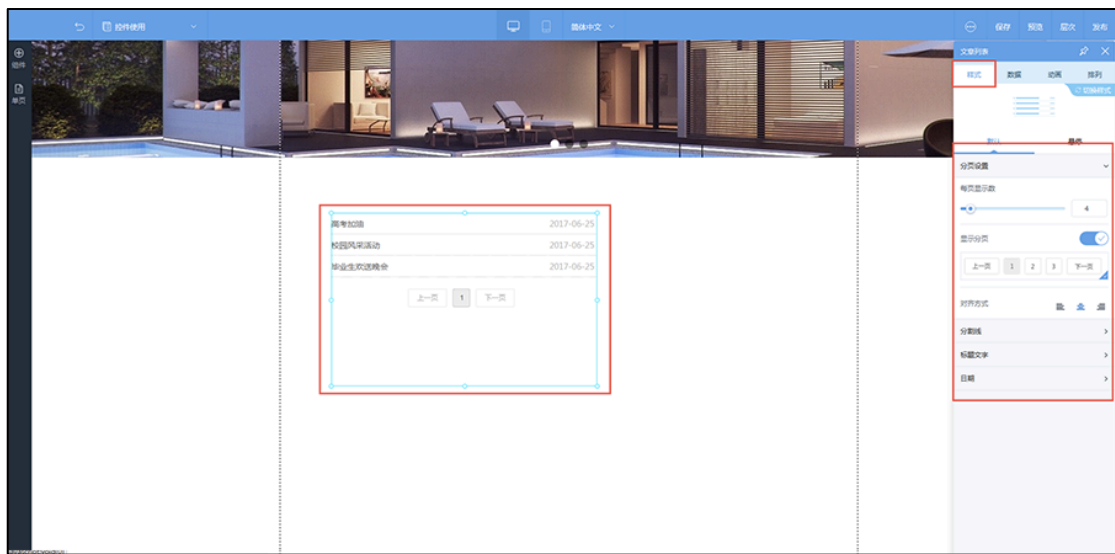 控件使用
简体中文
保存 预览 层次 发布
组件
单页
文章列表
样式 数据 动画 排列
切换样式
默认 悬停
分页设置
每页显示数
4
显示分页
上一页 1 2 3 下一页
对齐方式
分割线
标题文字
日期
高考加油 2017-06-25
校园风采活动 2017-06-25
毕业生欢送晚会 2017-06-25
上一页 1 下一页